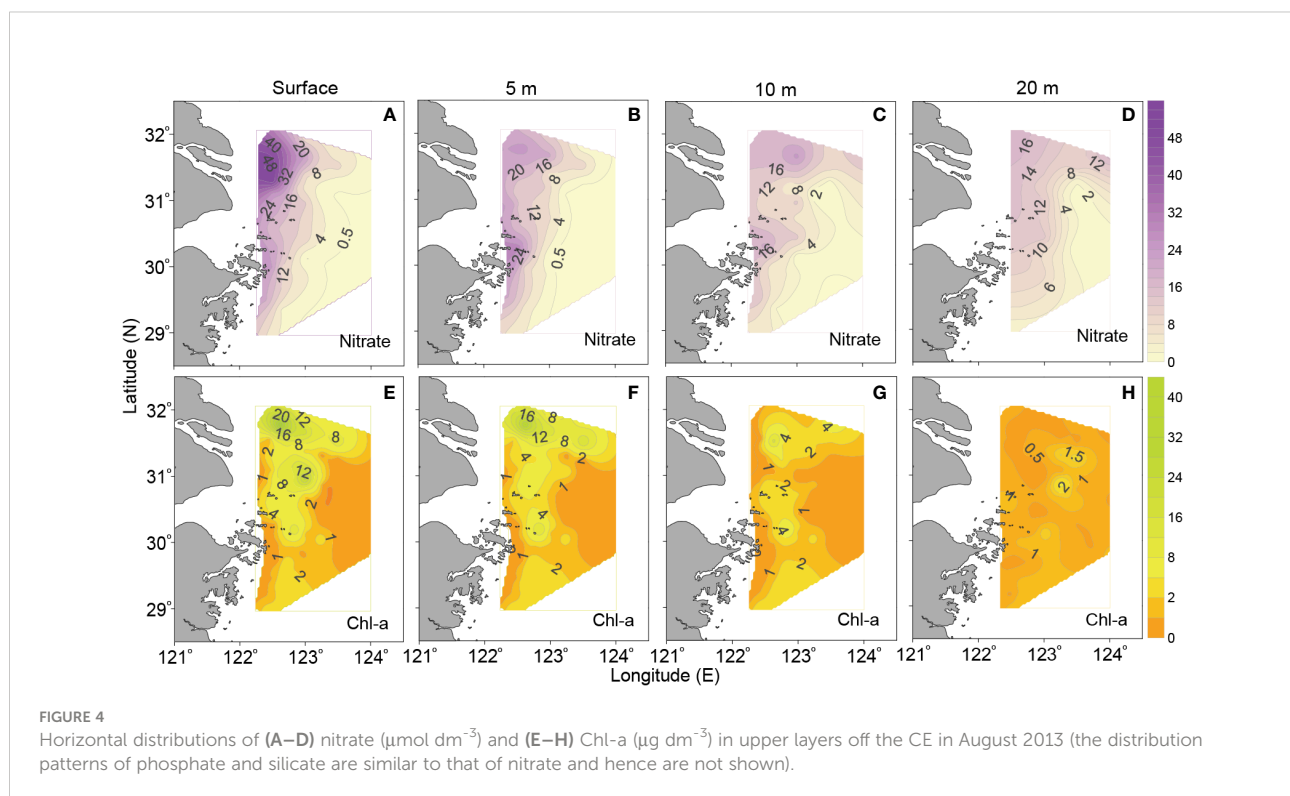 Surface 5 m 10 m 20 m
A B C D
32° 40 20 48 32 8 24 16 4 0.5 12 Nitrate
31°
30°
29°
20 16 8 12 4 24 0.5 Nitrate
16 12 8 2 16 4 Nitrate
16 12 14 8 2 12 4 10 6 Nitrate
48
40
32
24
16
8
0
Latitude (N)
E F G H
32° 20 12 16 8 8 2 12 1 8 2 4 1 1 2 Chl-a
31°
30°
29°
16 8 12 8 4 2 1 1 4 1 2 Chl-a
4 4 2 1 2 1 4 1 2 Chl-a
0.5 1.5 2 1 1 Chl-a
40
32
24
16
8
2
0
121° 122° 123° 124° 121° 122° 123° 124° 121° 122° 123° 124° 121° 122° 123° 124°
Longitude (E)
FIGURE 4
Horizontal distributions of (A–D) nitrate (μmol dm-3) and (E–H) Chl-a (μg dm-3) in upper layers off the CE in August 2013 (the distribution
patterns of phosphate and silicate are similar to that of nitrate and hence are not shown).